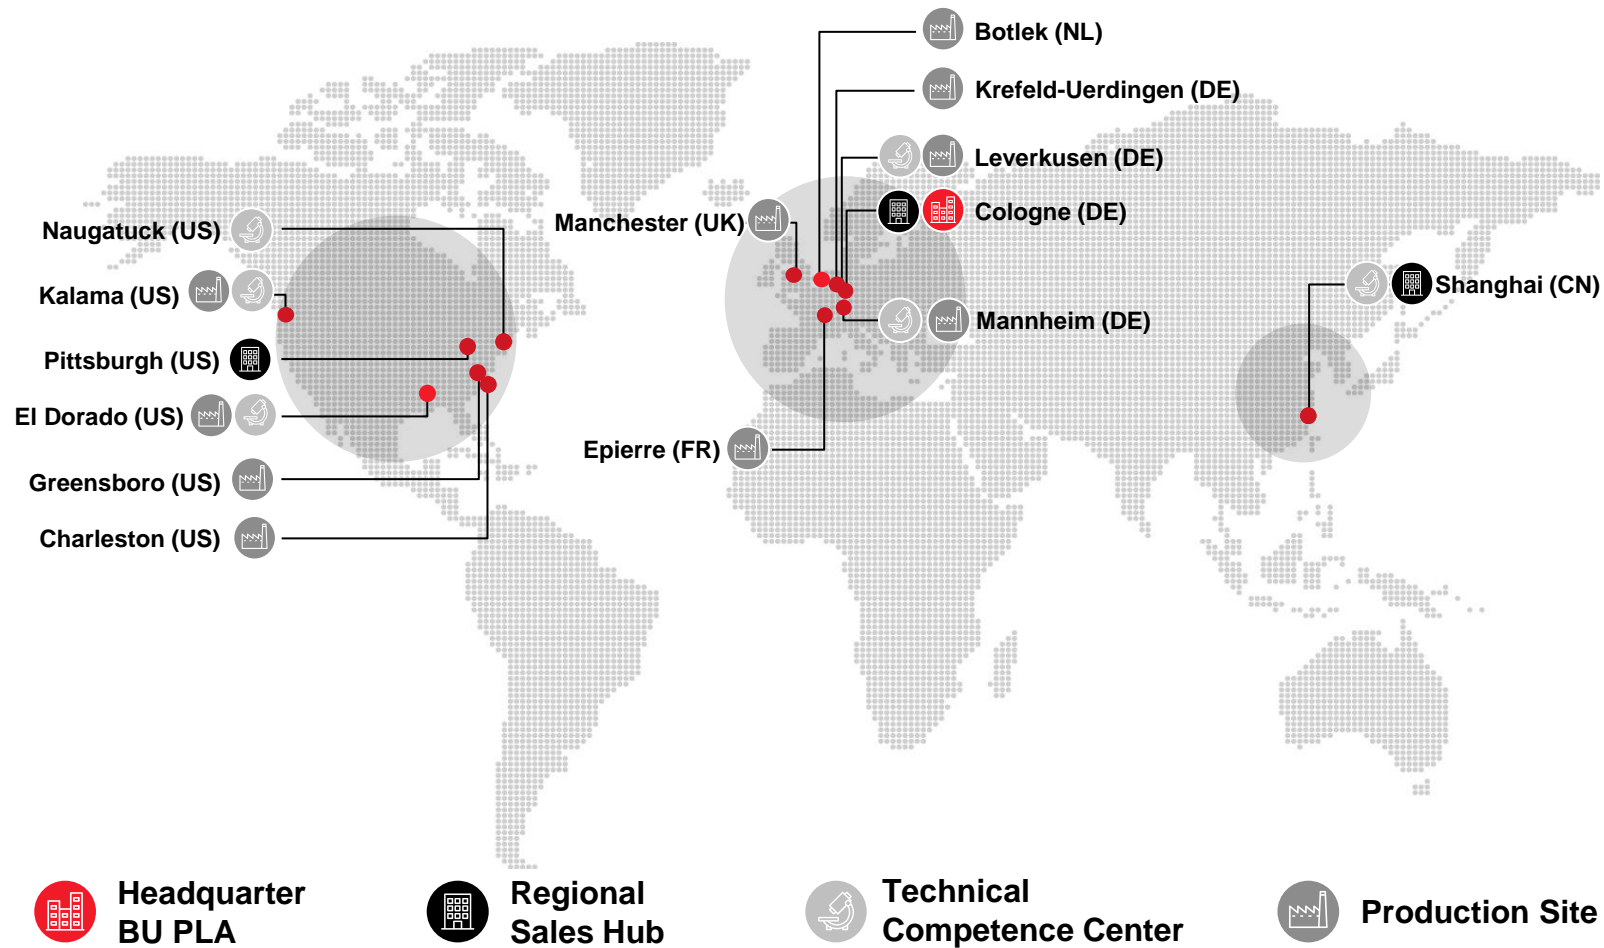 Botlek (NL)
Krefeld-Uerdingen (DE)
Leverkusen (DE)
Cologne (DE)
Manchester (UK)
Naugatuck (US)
Kalama (US)
Shanghai (CN)
Mannheim (DE)
Pittsburgh (US)
El Dorado (US)
Epierre (FR)
Greensboro (US)
Charleston (US)
Headquarter
BU PLA
Regional
Sales Hub
Technical
Competence Center
Production Site